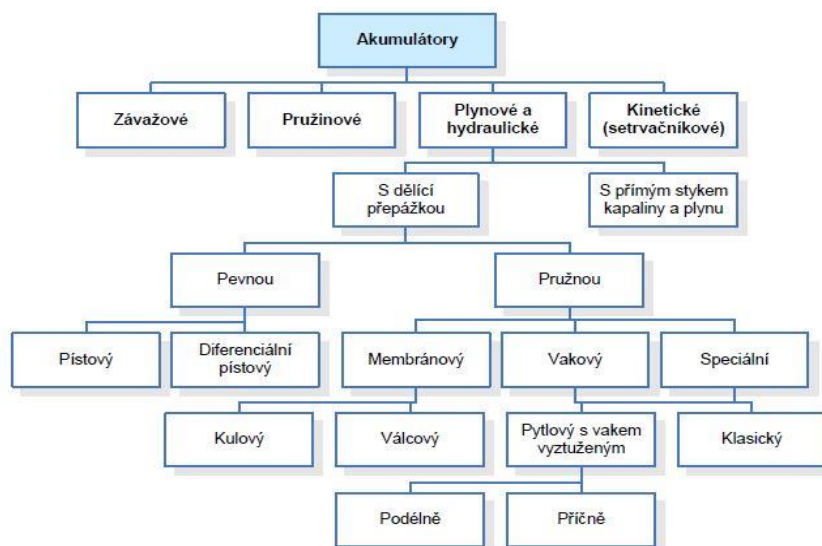 Akumulátory
Závažové
Pružinové
Plynové a
hydraulické
Kinetické
(setrvačníkové)
S dělící
přepážkou
S přímým stykem
kapaliny a plynu
Pevnou
Pružnou
Pístový
Diferenciální
pístový
Membránový
Vakový
Speciální
Kulový
Válcový
Pytlový s vakem
vyztuženým
Klasický
Podélně
Příčně